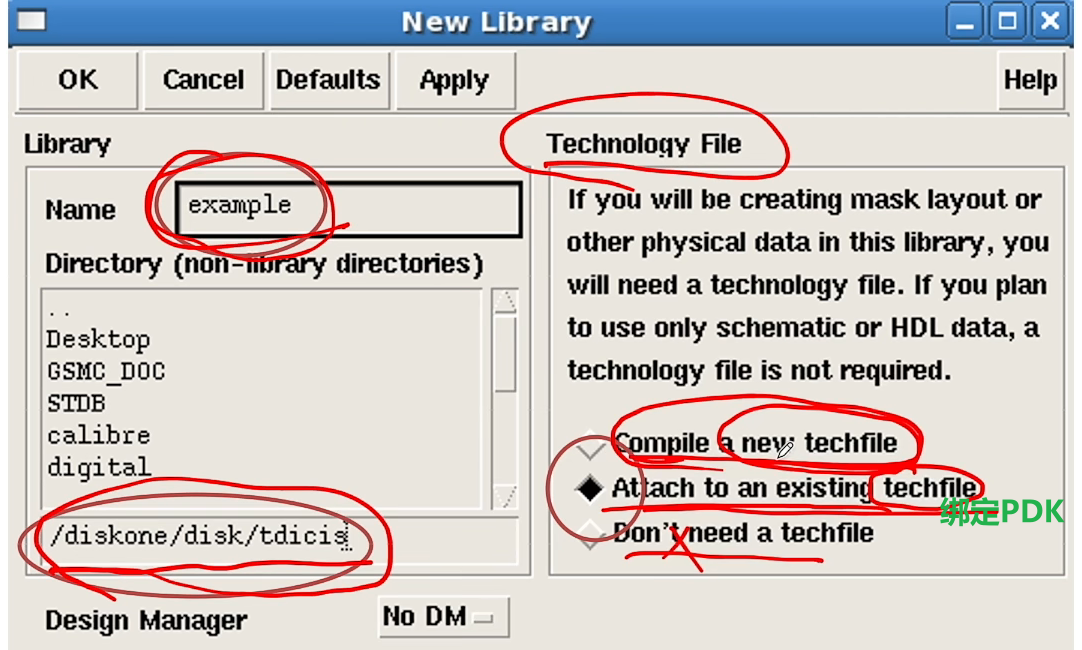 New Library
OK Cancel Defaults Apply Help
Library
Name example
Directory (non-library directories)
..
Desktop
GSMC_DOC
STDB
calibre
digital
/diskone/disk/tdicis
Design Manager No DM
Technology File
If you will be creating mask layout or
other physical data in this library, you
will need a technology file. If you plan
to use only schematic or HDL data, a
technology file is not required.
Compile a new techfile
Attach to an existing techfile
绑定PDK
Don't need a techfile